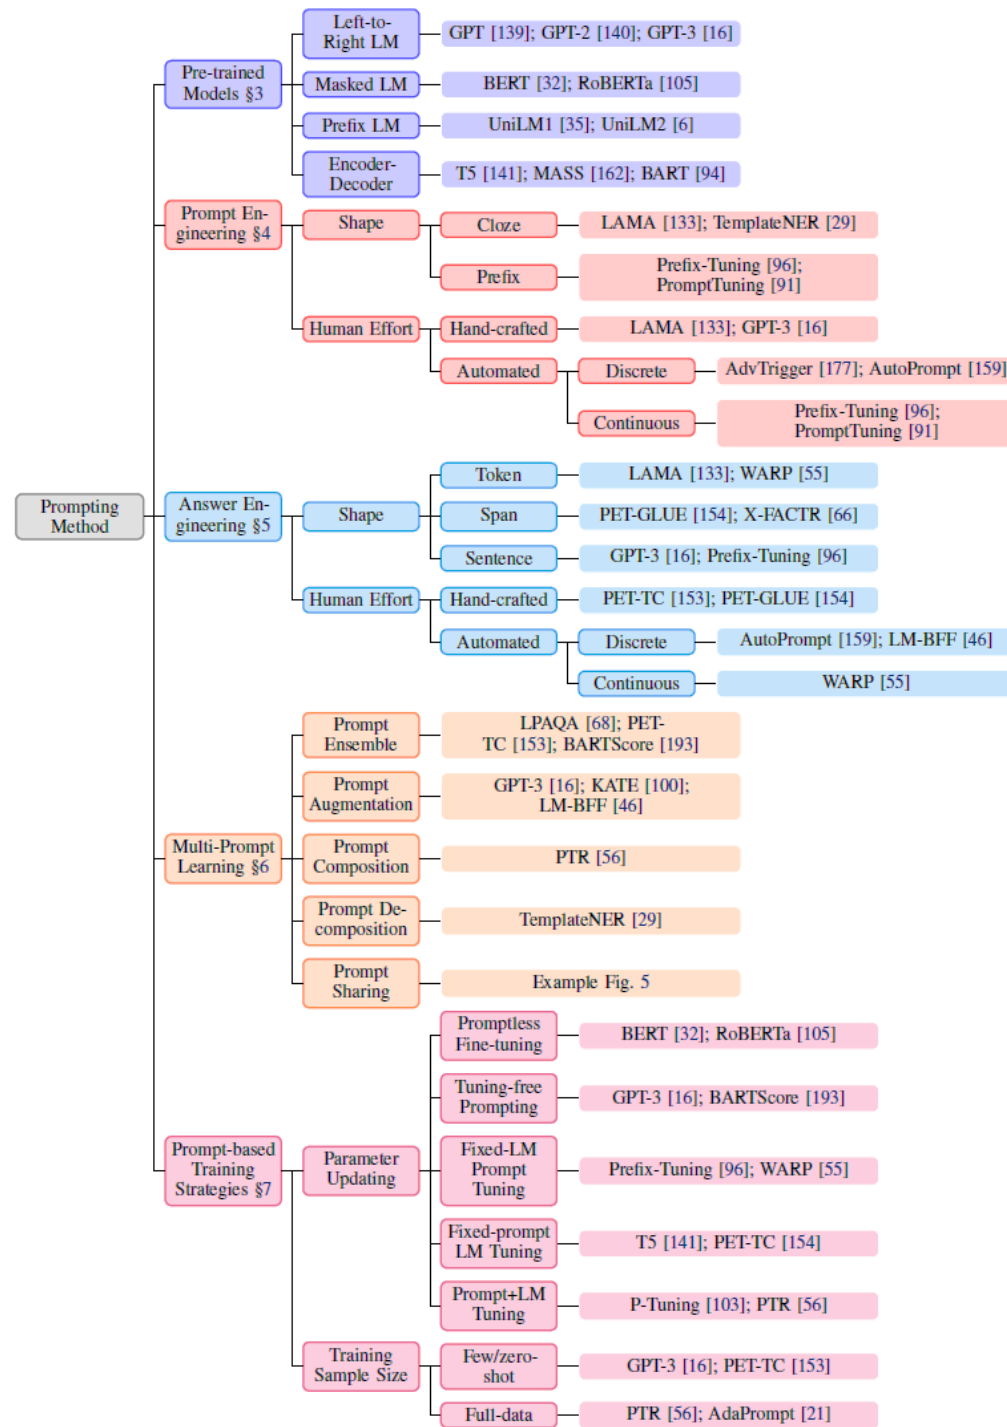 Left-to-
Right LM
GPT [139]; GPT-2 [140]; GPT-3 [16]
Pre-trained
Models §3
Masked LM
BERT [32]; RoBERTa [105]
Prefix LM
UniLM1 [35]; UniLM2 [6]
Encoder-
Decoder
T5 [141]; MASS [162]; BART [94]
Prompt En-
gineering §4
Shape
Cloze
LAMA [133]; TemplateNER [29]
Prefix
Prefix-Tuning [96];
PromptTuning [91]
Human Effort
Hand-crafted
LAMA [133]; GPT-3 [16]
Automated
Discrete
AdvTrigger [177]; AutoPrompt [159]
Continuous
Prefix-Tuning [96];
PromptTuning [91]
Prompting
Method
Answer En-
gineering §5
Shape
Token
LAMA [133]; WARP [55]
Span
PET-GLUE [154]; X-FACTR [66]
Sentence
GPT-3 [16]; Prefix-Tuning [96]
Human Effort
Hand-crafted
PET-TC [153]; PET-GLUE [154]
Automated
Discrete
AutoPrompt [159]; LM-BFF [46]
Continuous
WARP [55]
Multi-Prompt
Learning §6
Prompt
Ensemble
LPAQA [68]; PET-
TC [153]; BARTScore [193]
Prompt
Augmentation
GPT-3 [16]; KATE [100];
LM-BFF [46]
Prompt
Composition
PTR [56]
Prompt De-
composition
TemplateNER [29]
Prompt
Sharing
Example Fig. 5
Prompt-based
Training
Strategies §7
Parameter
Updating
Promptless
Fine-tuning
BERT [32]; RoBERTa [105]
Tuning-free
Prompting
GPT-3 [16]; BARTScore [193]
Fixed-LM
Prompt
Tuning
Prefix-Tuning [96]; WARP [55]
Fixed-prompt
LM Tuning
T5 [141]; PET-TC [154]
Prompt+LM
Tuning
P-Tuning [103]; PTR [56]
Training
Sample Size
Few/zero-
shot
GPT-3 [16]; PET-TC [153]
Full-data
PTR [56]; AdaPrompt [21]